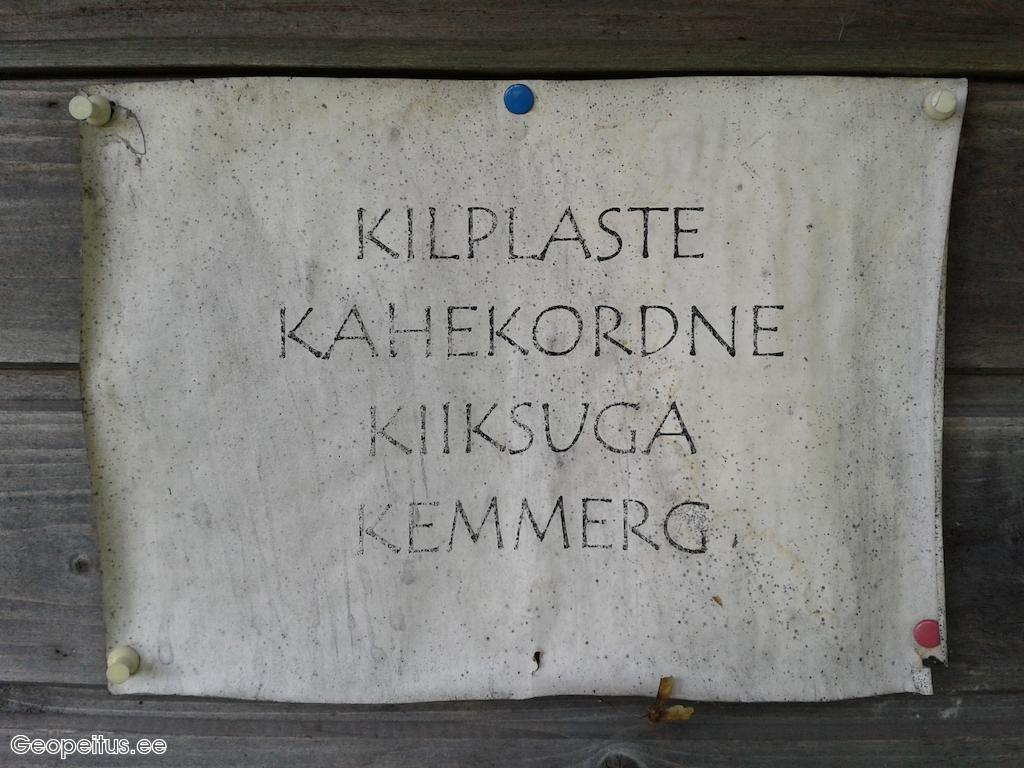 KILPLASTE
KAHEKORDNE
KIIKSUGA
KEMMERG
Geopeitus.ee